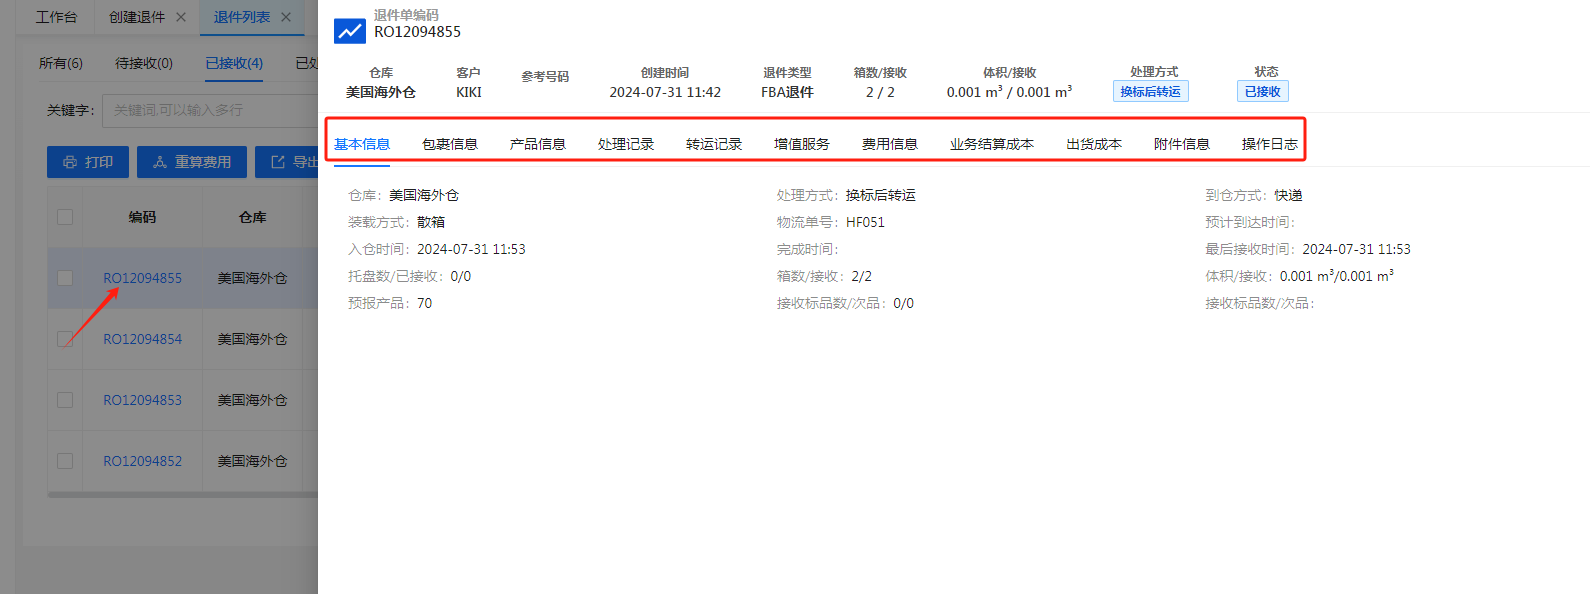 工作台 创建退件 退件列表
所有(6) 待接收(0) 已接收(4) 已处
关键字: 关键词,可以输入多行
打印 重算费用 导出
编码 仓库
RO12094855 美国海外仓
RO12094854 美国海外仓
RO12094853 美国海外仓
RO12094852 美国海外仓
退件单编码
RO12094855
仓库 客户 参考号码 创建时间 退件类型 箱数/接收 体积/接收 处理方式 状态
美国海外仓 KIKI 2024-07-31 11:42 FBA退件 2 / 2 0.001 m³ / 0.001 m³ 换标后转运 已接收
基本信息 包裹信息 产品信息 处理记录 转运记录 增值服务 费用信息 业务结算成本 出货成本 附件信息 操作日志
仓库: 美国海外仓 处理方式: 换标后转运 到仓方式: 快递
装载方式: 散箱 物流单号: HF051 预计到达时间:
入仓时间: 2024-07-31 11:53 完成时间: 最后接收时间: 2024-07-31 11:53
托盘数/已接收: 0/0 箱数/接收: 2/2 体积/接收: 0.001 m³/0.001 m³
预报产品: 70 接收标品数/次品: 0/0 接收标品数/次品: